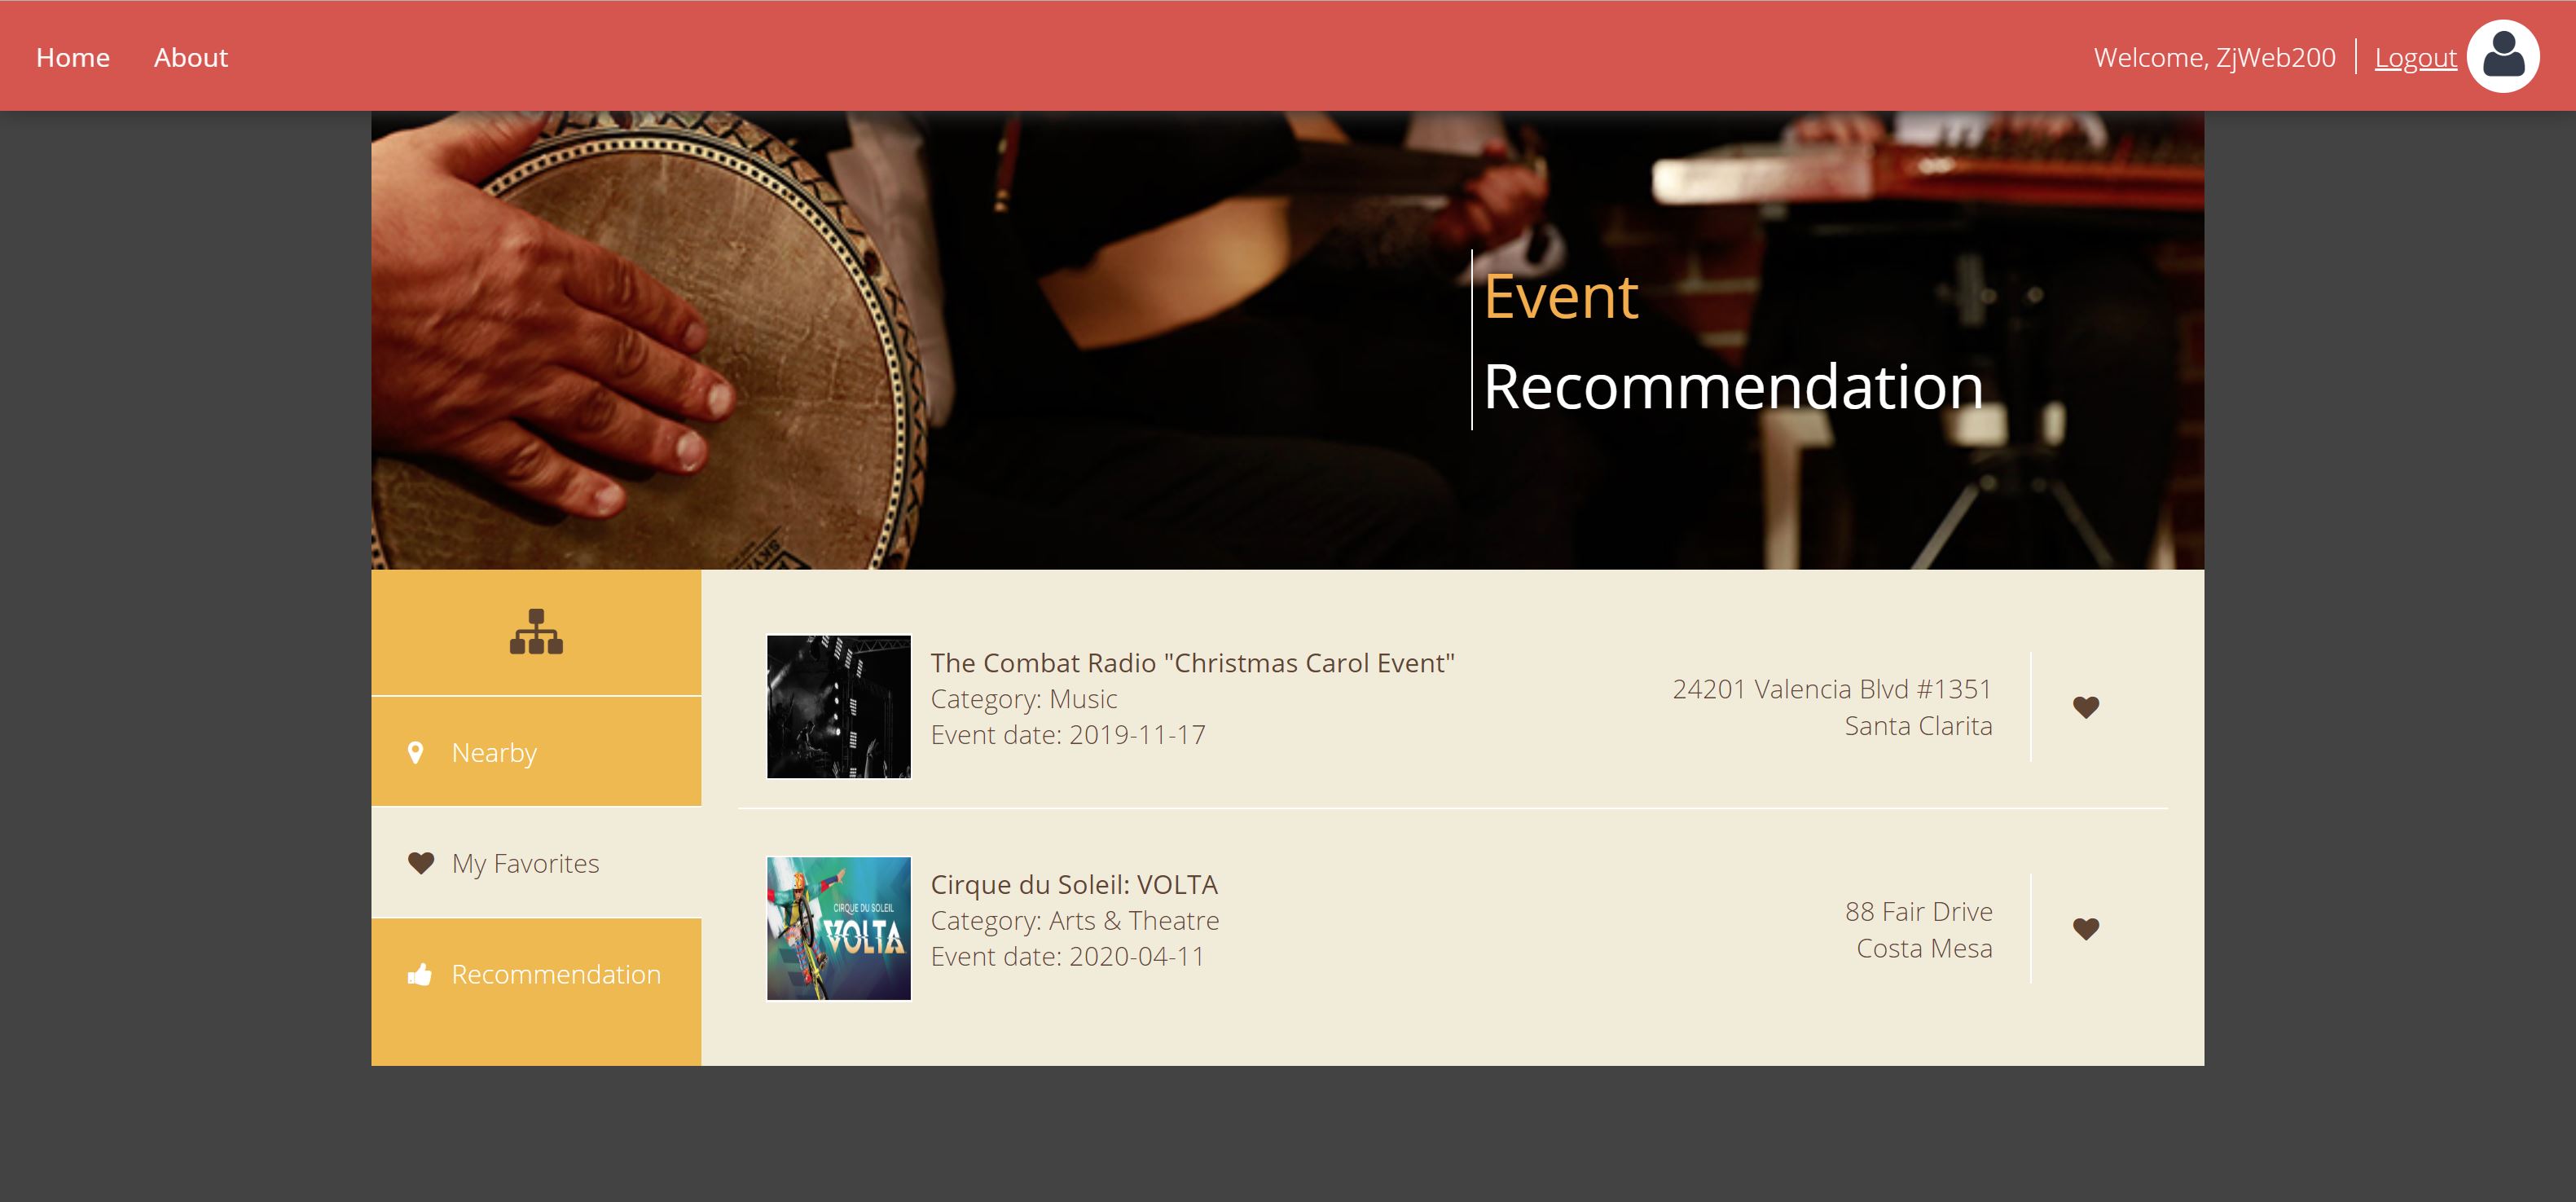 Home About
Welcome, ZjWeb200 Logout
Event
Recommendation
Nearby
My Favorites
Recommendation
The Combat Radio "Christmas Carol Event"
Category: Music
Event date: 2019-11-17
24201 Valencia Blvd #1351
Santa Clarita
CIRQUE DU SOLEIL
VOLTA
Cirque du Soleil: VOLTA
Category: Arts & Theatre
Event date: 2020-04-11
88 Fair Drive
Costa Mesa